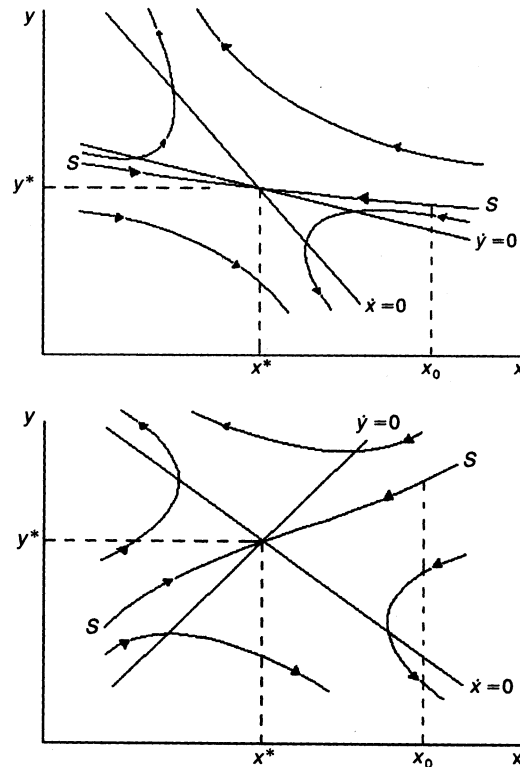 y
S
y*
S
ẏ = 0
ẋ = 0
x* x₀ x
y
ẏ = 0
S
y*
S
ẋ = 0
x* x₀ x